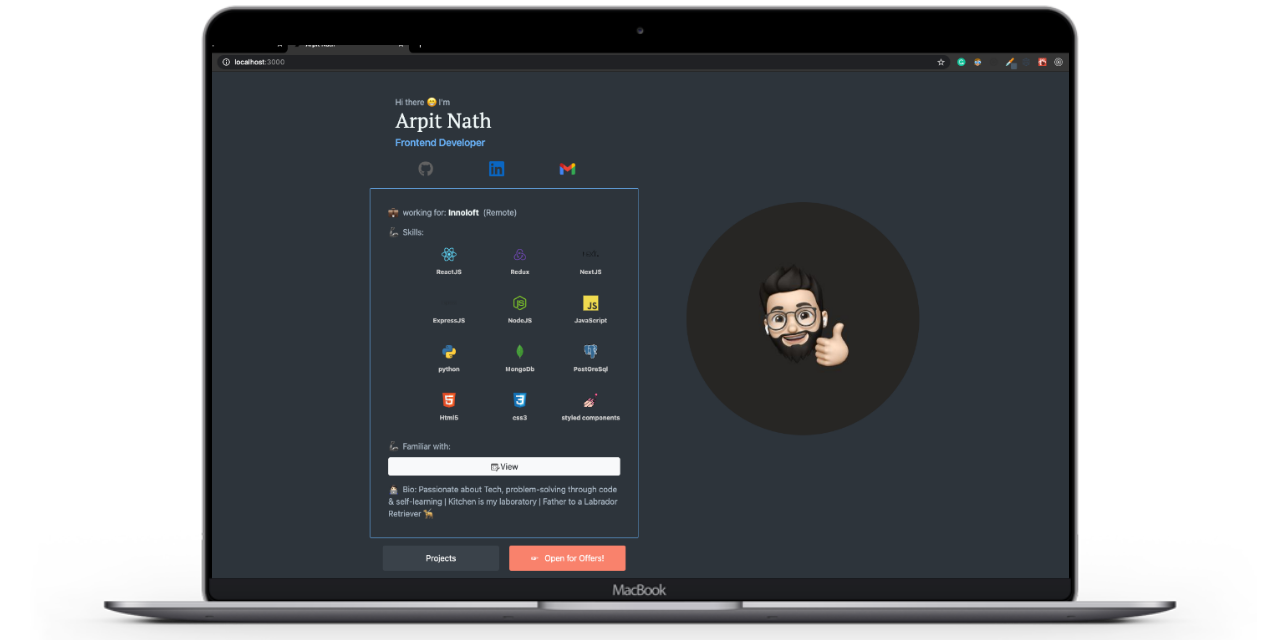 localhost:3000
Hi there 🤭 I'm
Arpit Nath
Frontend Developer
working for: Innoloft (Remote)
Skills:
ReactJS Redux NextJS
ExpressJS NodeJS JavaScript
python MongoDb PostGreSql
Html5 css3 styled components
Familiar with:
View
Bio: Passionate about Tech, problem-solving through code
& self-learning | Kitchen is my laboratory | Father to a Labrador
Retriever
Projects
Open for Offers!
MacBook